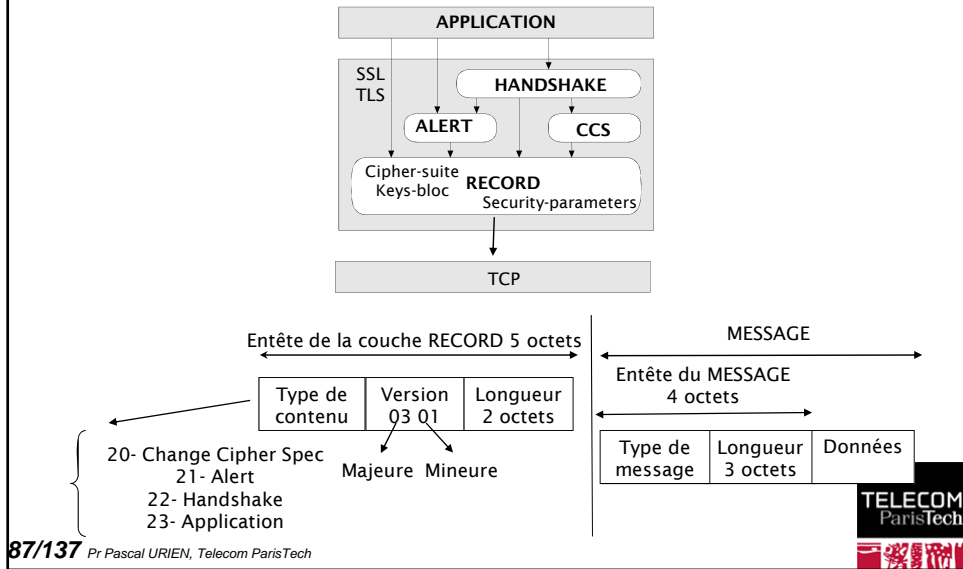 APPLICATION
SSL
TLS
HANDSHAKE
ALERT
CCS
Cipher-suite
Keys-bloc
RECORD
Security-parameters
TCP
Entête de la couche RECORD 5 octets
MESSAGE
Entête du MESSAGE
4 octets
Type de
contenu
Version
03 01
Longueur
2 octets
Type de
message
Longueur
3 octets
Données
20- Change Cipher Spec
21- Alert
22- Handshake
23- Application
Majeure Mineure
TELECOM
ParisTech
87/137 Pr Pascal URIEN, Telecom ParisTech